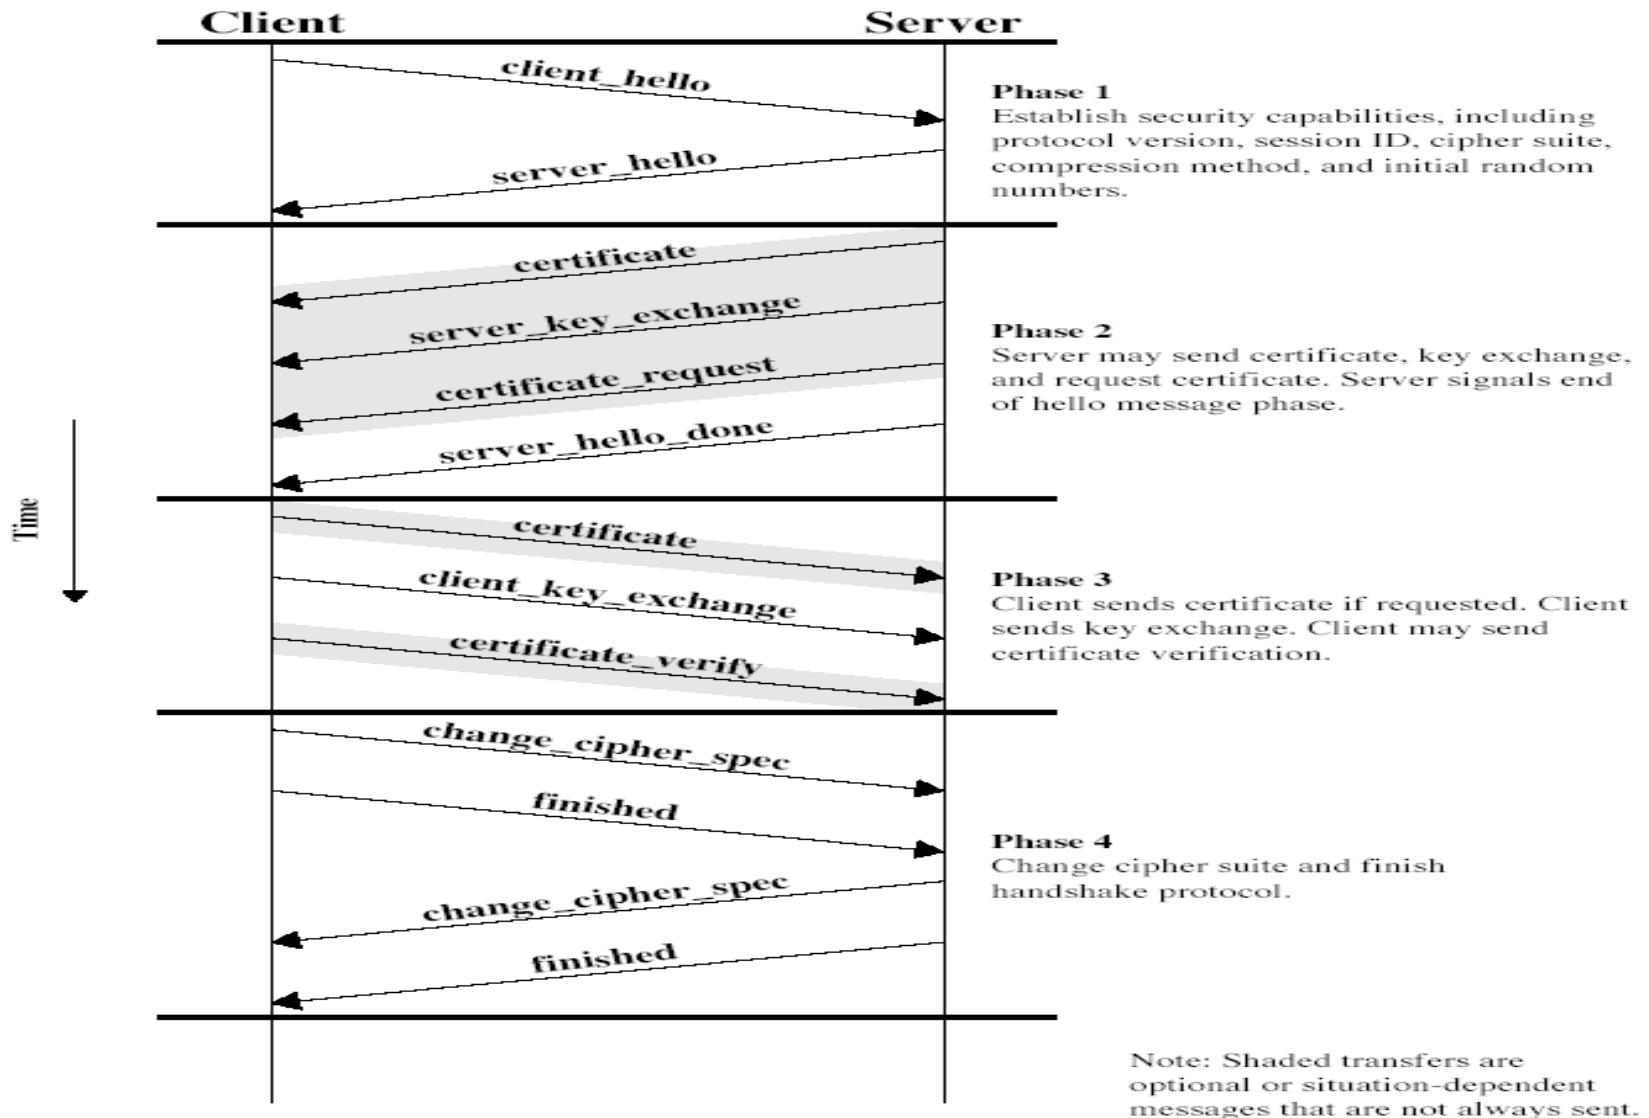 Client
Server
client_hello
server_hello
Phase 1
Establish security capabilities, including
protocol version, session ID, cipher suite,
compression method, and initial random
numbers.
certificate
server_key_exchange
certificate_request
server_hello_done
Phase 2
Server may send certificate, key exchange,
and request certificate. Server signals end
of hello message phase.
Time
certificate
client_key_exchange
certificate_verify
Phase 3
Client sends certificate if requested. Client
sends key exchange. Client may send
certificate verification.
change_cipher_spec
finished
change_cipher_spec
finished
Phase 4
Change cipher suite and finish
handshake protocol.
Note: Shaded transfers are
optional or situation-dependent
messages that are not always sent.